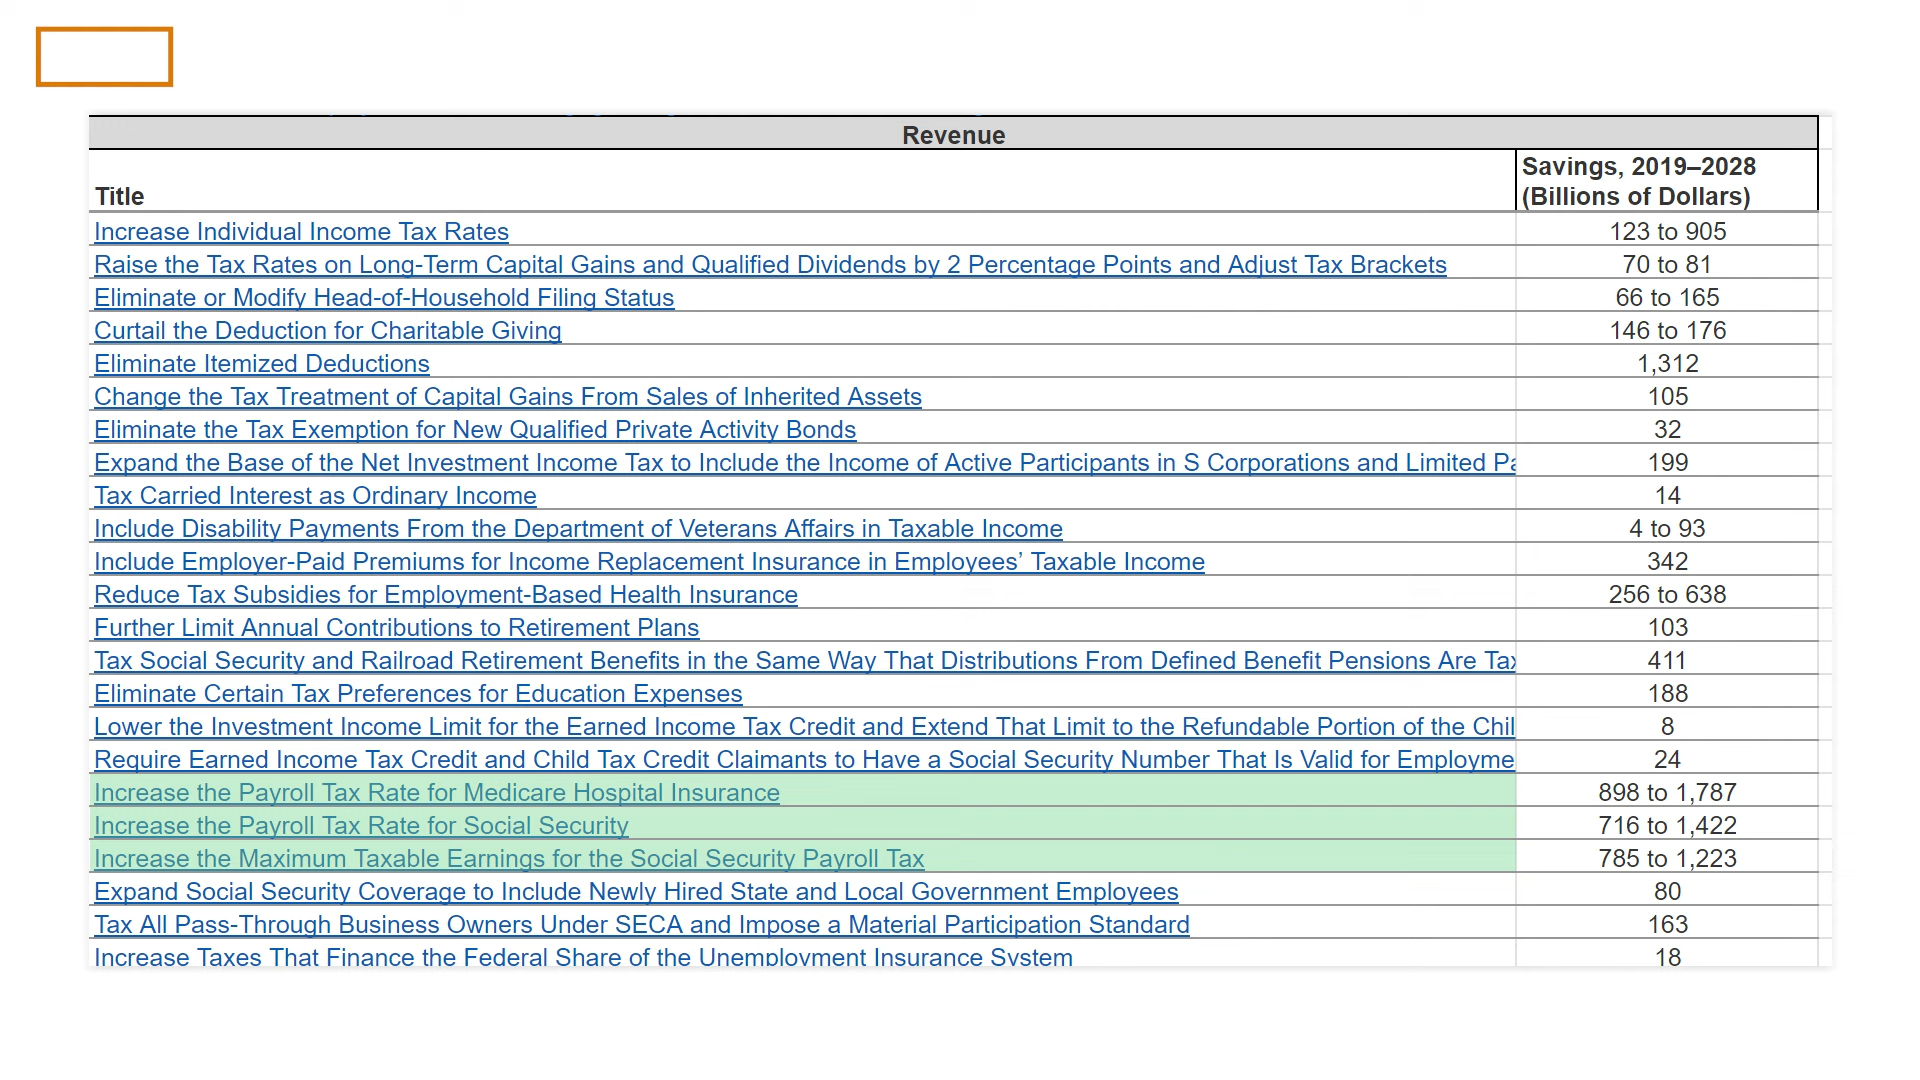 Revenue
Title
Savings, 2019–2028
(Billions of Dollars)
Increase Individual Income Tax Rates 123 to 905
Raise the Tax Rates on Long-Term Capital Gains and Qualified Dividends by 2 Percentage Points and Adjust Tax Brackets 70 to 81
Eliminate or Modify Head-of-Household Filing Status 66 to 165
Curtail the Deduction for Charitable Giving 146 to 176
Eliminate Itemized Deductions 1,312
Change the Tax Treatment of Capital Gains From Sales of Inherited Assets 105
Eliminate the Tax Exemption for New Qualified Private Activity Bonds 32
Expand the Base of the Net Investment Income Tax to Include the Income of Active Participants in S Corporations and Limited Pa 199
Tax Carried Interest as Ordinary Income 14
Include Disability Payments From the Department of Veterans Affairs in Taxable Income 4 to 93
Include Employer-Paid Premiums for Income Replacement Insurance in Employees’ Taxable Income 342
Reduce Tax Subsidies for Employment-Based Health Insurance 256 to 638
Further Limit Annual Contributions to Retirement Plans 103
Tax Social Security and Railroad Retirement Benefits in the Same Way That Distributions From Defined Benefit Pensions Are Tax 411
Eliminate Certain Tax Preferences for Education Expenses 188
Lower the Investment Income Limit for the Earned Income Tax Credit and Extend That Limit to the Refundable Portion of the Chil 8
Require Earned Income Tax Credit and Child Tax Credit Claimants to Have a Social Security Number That Is Valid for Employme 24
Increase the Payroll Tax Rate for Medicare Hospital Insurance 898 to 1,787
Increase the Payroll Tax Rate for Social Security 716 to 1,422
Increase the Maximum Taxable Earnings for the Social Security Payroll Tax 785 to 1,223
Expand Social Security Coverage to Include Newly Hired State and Local Government Employees 80
Tax All Pass-Through Business Owners Under SECA and Impose a Material Participation Standard 163
Increase Taxes That Finance the Federal Share of the Unemployment Insurance System 18